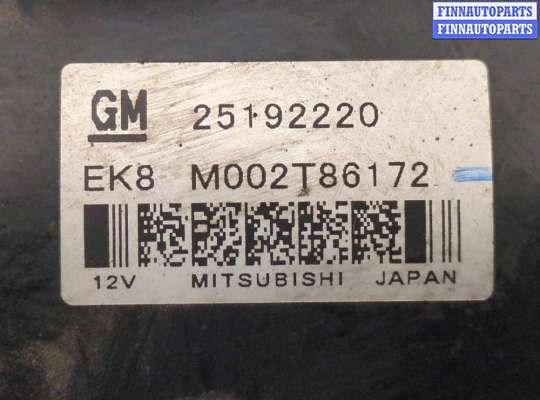 FINNAUTOPARTS
FINNAUTOPARTS
GM 25192220
EK8 M002T86172
12V MITSUBISHI JAPAN